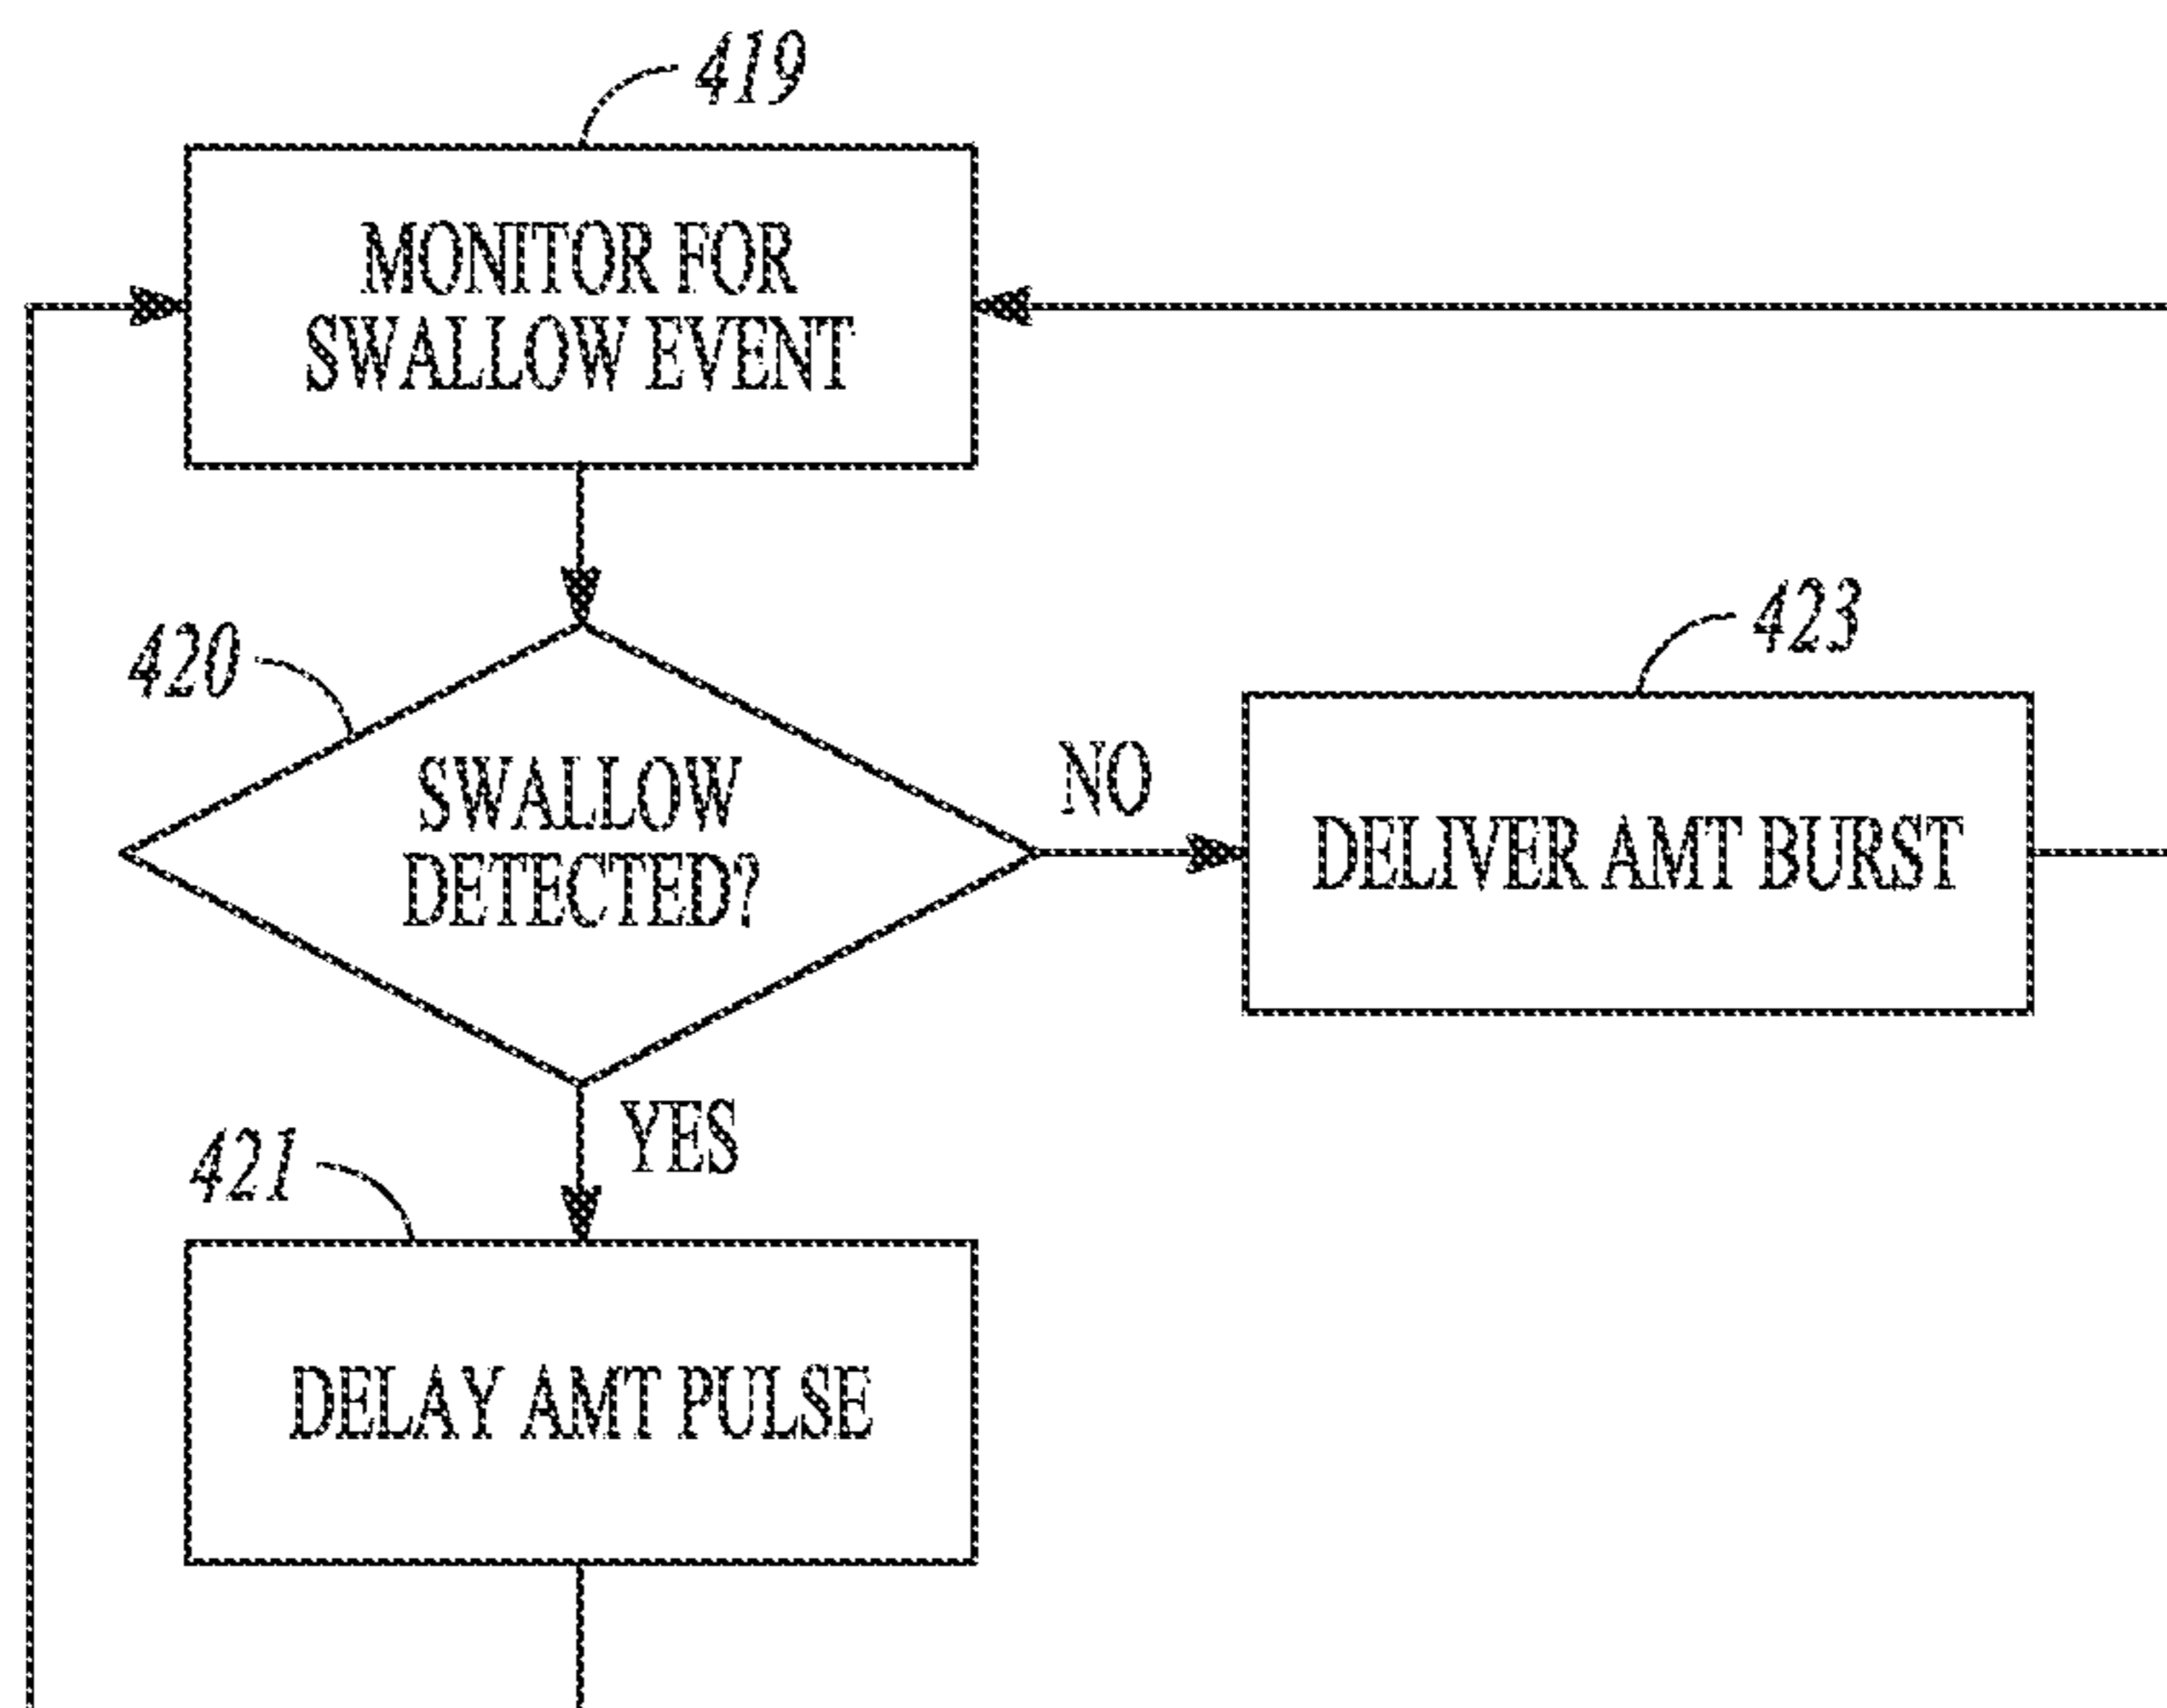 419
MONITOR FOR
SWALLOW EVENT
420
SWALLOW
DETECTED?
NO
423
DELIVER AMT BURST
YES
421
DELAY AMT PULSE